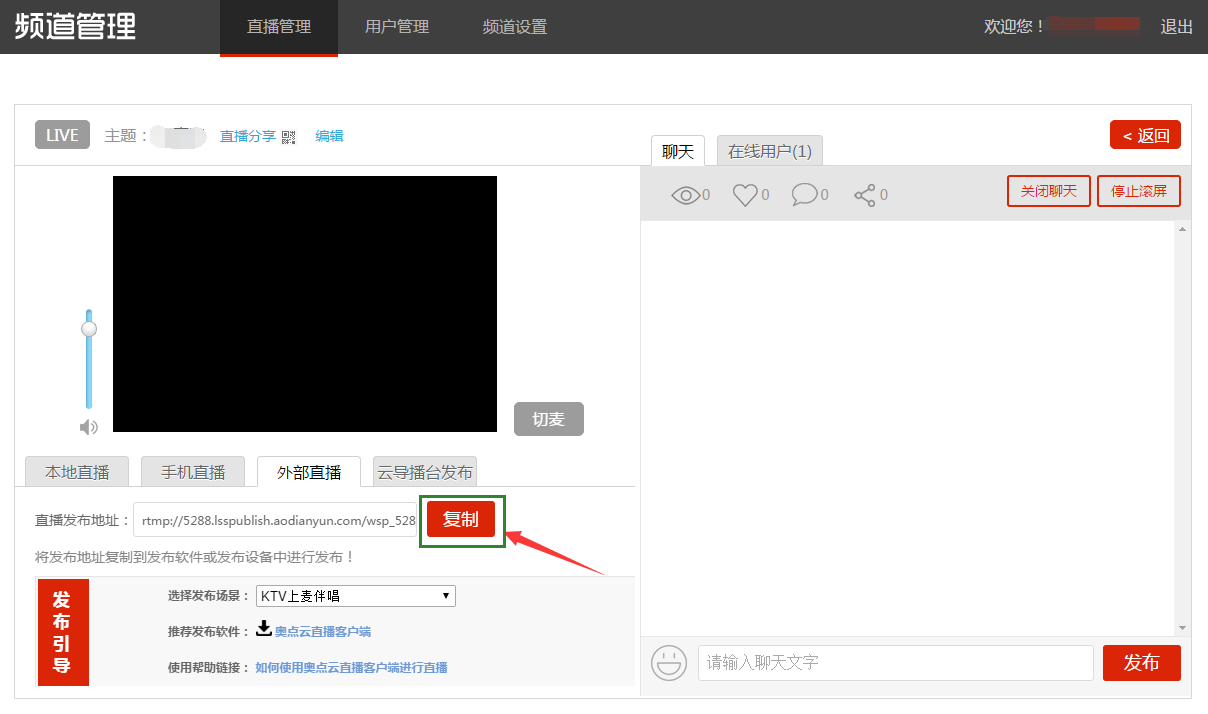 频道管理 直播管理 用户管理 频道设置 欢迎您！ 退出
LIVE 主题： 直播分享 编辑
聊天 在线用户(1) < 返回
0 0 0 0 关闭聊天 停止滚屏
切麦
本地直播 手机直播 外部直播 云导播台发布
直播发布地址： rtmp://5288.lsspublish.aodianyun.com/wsp_528 复制
将发布地址复制到发布软件或发布设备中进行发布！
发布引导
选择发布场景： KTV上麦伴唱
推荐发布软件： 奥点云直播客户端
使用帮助链接： 如何使用奥点云直播客户端进行直播
请输入聊天文字 发布